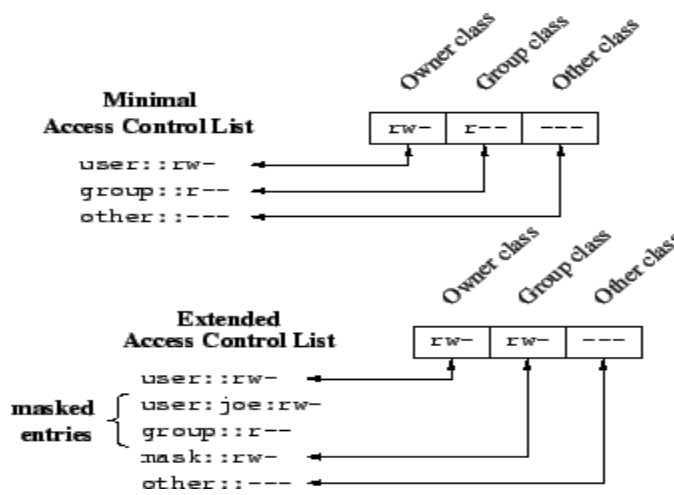 Owner class
Group class
Other class
Minimal
Access Control List
rw- r-- ---
user::rw-
group::r--
other::---
Owner class
Group class
Other class
Extended
Access Control List
rw- rw- ---
user::rw-
masked
entries
user:joe:rw-
group::r--
mask::rw-
other::---